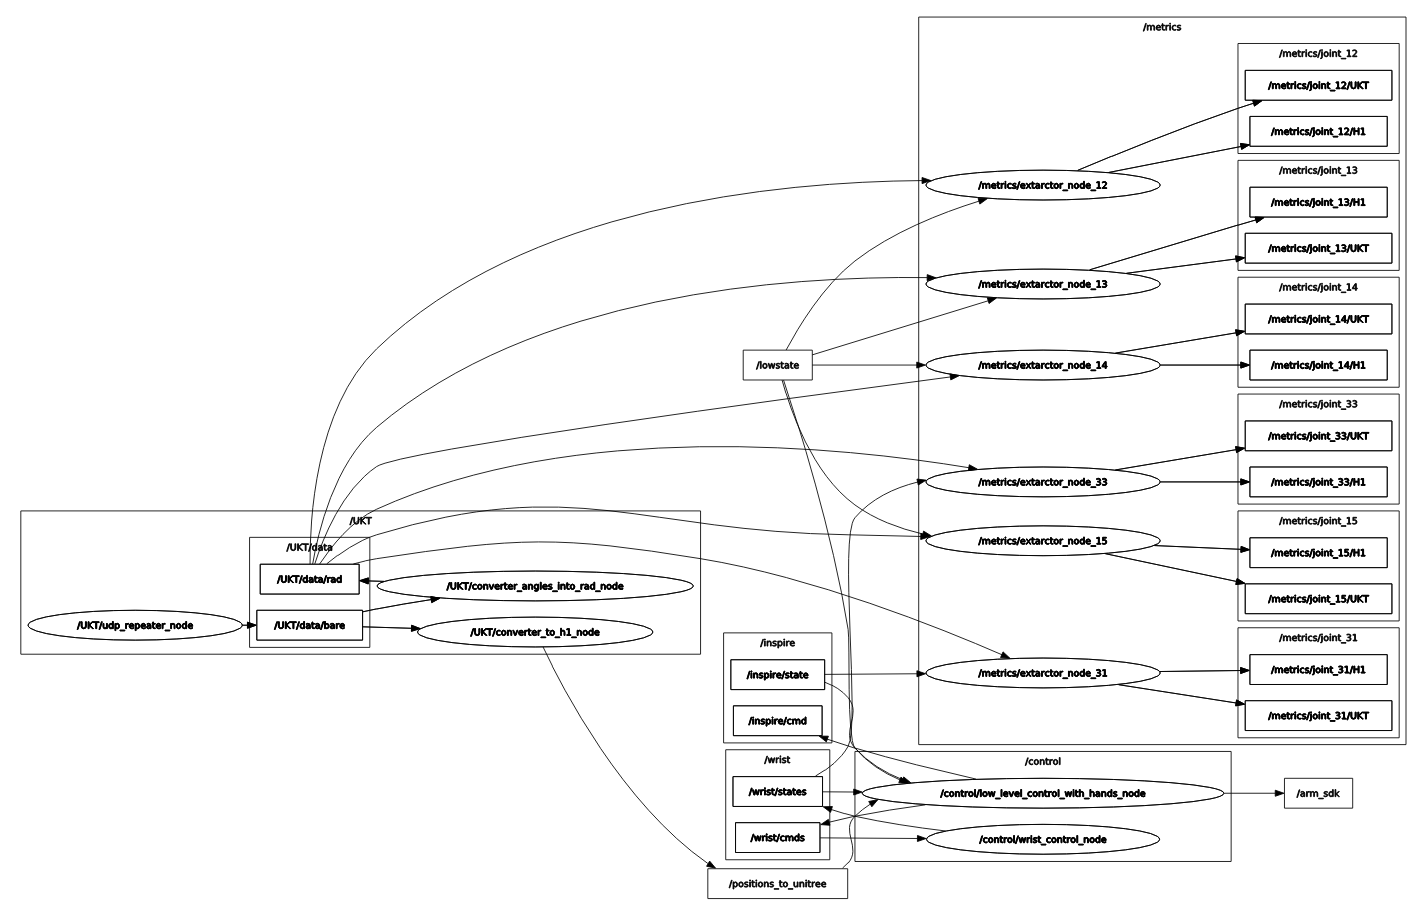 /metrics
/metrics/joint_12
/metrics/joint_12/UKT
/metrics/joint_12/H1
/metrics/extarctor_node_12
/metrics/joint_13
/metrics/joint_13/H1
/metrics/joint_13/UKT
/metrics/extarctor_node_13
/metrics/joint_14
/metrics/joint_14/UKT
/lowstate
/metrics/extarctor_node_14
/metrics/joint_14/H1
/metrics/joint_33
/metrics/joint_33/UKT
/metrics/extarctor_node_33
/metrics/joint_33/H1
/UKT
/metrics/joint_15
/metrics/extarctor_node_15
/UKT/data
/metrics/joint_15/H1
/UKT/data/rad
/UKT/converter_angles_into_rad_node
/metrics/joint_15/UKT
/UKT/udp_repeater_node
/UKT/data/bare
/UKT/converter_to_h1_node
/inspire
/metrics/joint_31
/inspire/state
/metrics/extarctor_node_31
/metrics/joint_31/H1
/inspire/cmd
/metrics/joint_31/UKT
/wrist
/control
/wrist/states
/control/low_level_control_with_hands_node
/arm_sdk
/wrist/cmds
/control/wrist_control_node
/positions_to_unitree